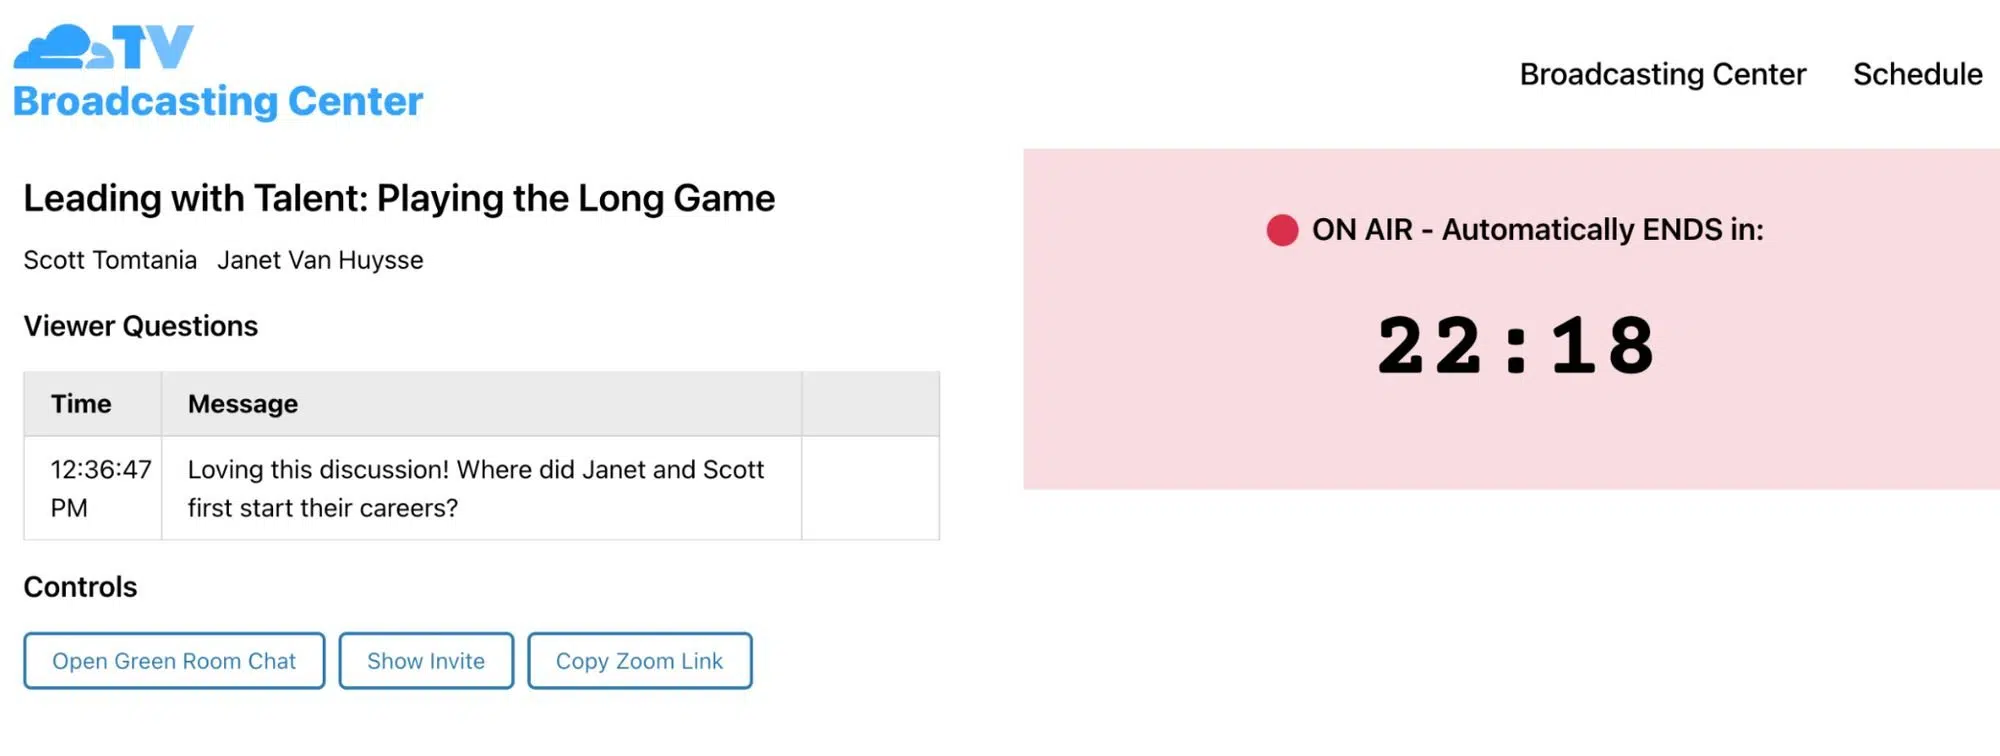 TV
Broadcasting Center
Broadcasting Center Schedule
Leading with Talent: Playing the Long Game
Scott Tomtania Janet Van Huysse
Viewer Questions
Time Message
12:36:47 Loving this discussion! Where did Janet and Scott
PM first start their careers?
Controls
Open Green Room Chat Show Invite Copy Zoom Link
ON AIR - Automatically ENDS in:
22:18